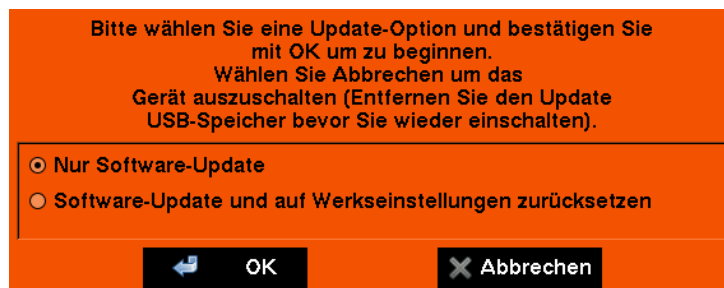 Bitte wählen Sie eine Update-Option und bestätigen Sie
mit OK um zu beginnen.
Wählen Sie Abbrechen um das
Gerät auszuschalten (Entfernen Sie den Update
USB-Speicher bevor Sie wieder einschalten).
Nur Software-Update
Software-Update und auf Werkseinstellungen zurücksetzen
OK
Abbrechen